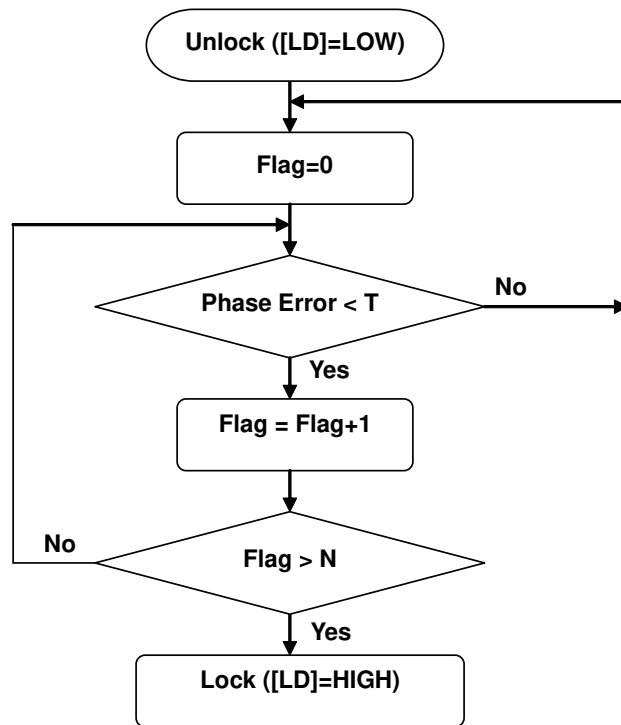 Unlock ([LD]=LOW)
Flag=0
Phase Error < T
No
Yes
Flag = Flag+1
No
Flag > N
Yes
Lock ([LD]=HIGH)